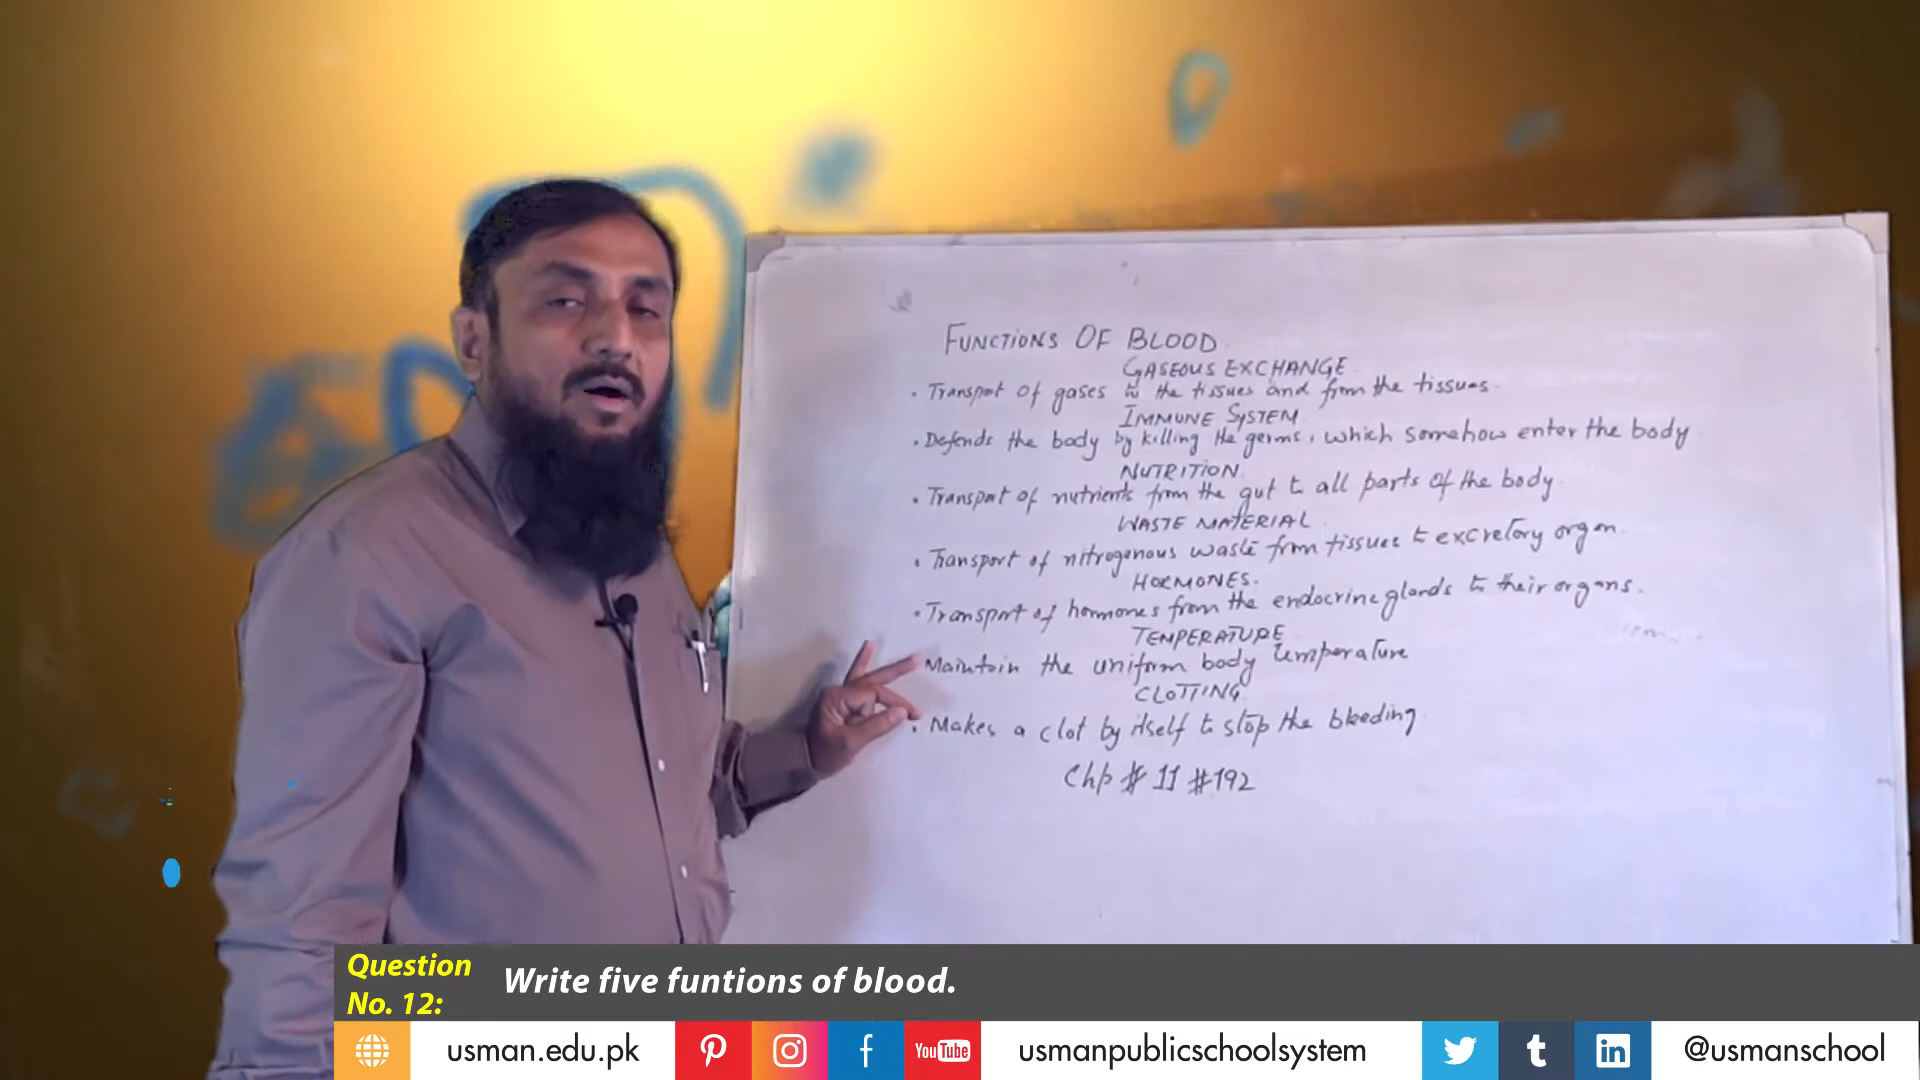 FUNCTIONS OF BLOOD
GASEOUS EXCHANGE
• Transport of gases to the tissues and from the tissues.
IMMUNE SYSTEM
• Defends the body by killing the germs, which somehow enter the body
NUTRITION.
• Transport of nutrients from the gut to all parts of the body.
WASTE MATERIAL
• Transport of nitrogenous waste from tissues to excretory organ.
HORMONES.
• Transport of hormones from the endocrine glands to their organs.
TEMPERATURE
Maintain the uniform body temperature
CLOTTING
• Makes a clot by itself to stop the bleeding
Chp # 11 #192
Question No. 12:
Write five funtions of blood.
usman.edu.pk
You Tube
usmanpublicschoolsystem
@usmanschool